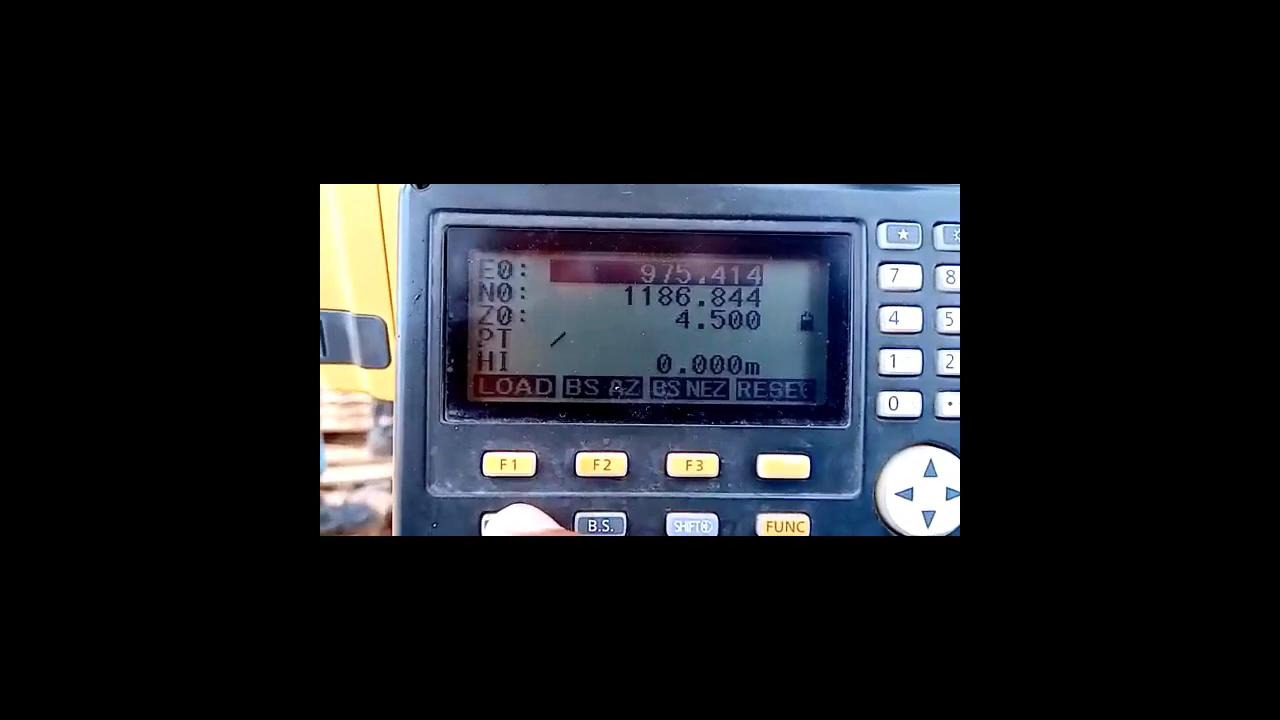 E0: 975.414
N0: 1186.844
Z0: 4.500
PT
HI 0.000m
LOAD BS AZ BS NEZ RESEC
★
7 8
4 5
1 2
0 .
F1 F2 F3
B.S. SHIFT FUNC